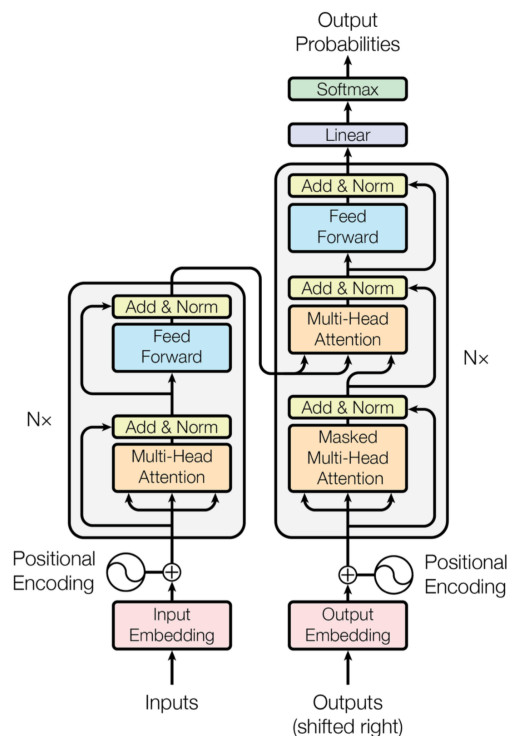 Output
Probabilities
Softmax
Linear
Add & Norm
Feed
Forward
Add & Norm
Multi-Head
Attention
Add & Norm
Masked
Multi-Head
Attention
Nx
Add & Norm
Feed
Forward
Add & Norm
Multi-Head
Attention
Nx
Positional
Encoding
Positional
Encoding
Input
Embedding
Output
Embedding
Inputs
Outputs
(shifted right)